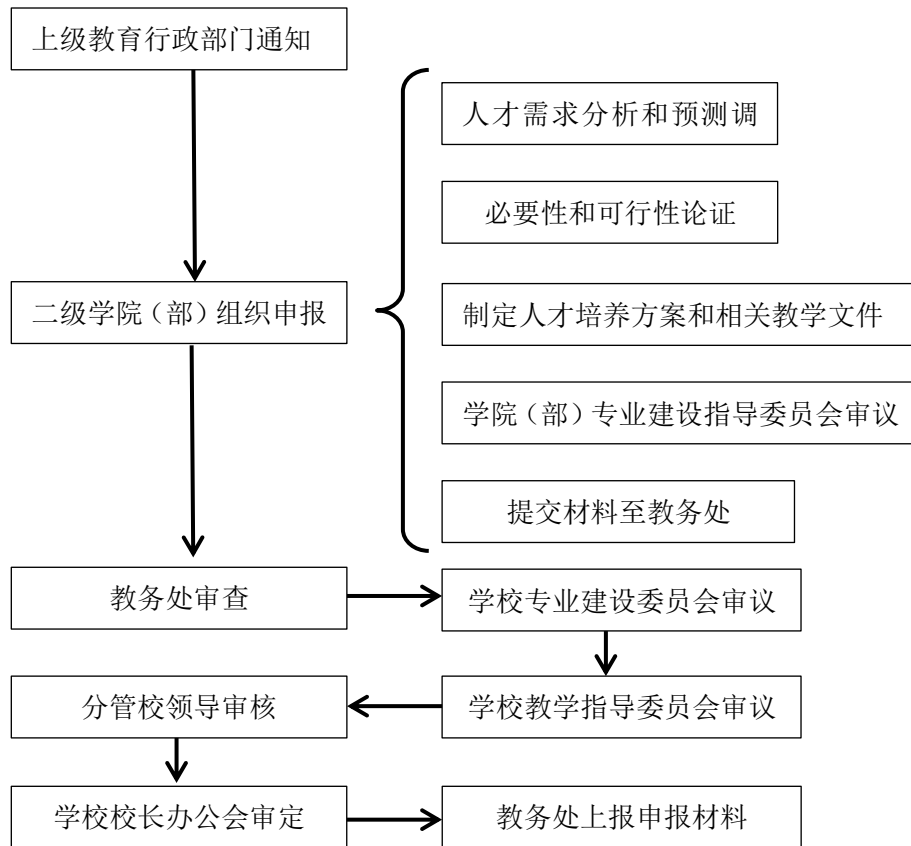 上级教育行政部门通知
人才需求分析和预测调
必要性和可行性论证
二级学院（部）组织申报
制定人才培养方案和相关教学文件
学院（部）专业建设指导委员会审议
提交材料至教务处
教务处审查
学校专业建设委员会审议
分管校领导审核
学校教学指导委员会审议
学校校长办公会审定
教务处上报申报材料